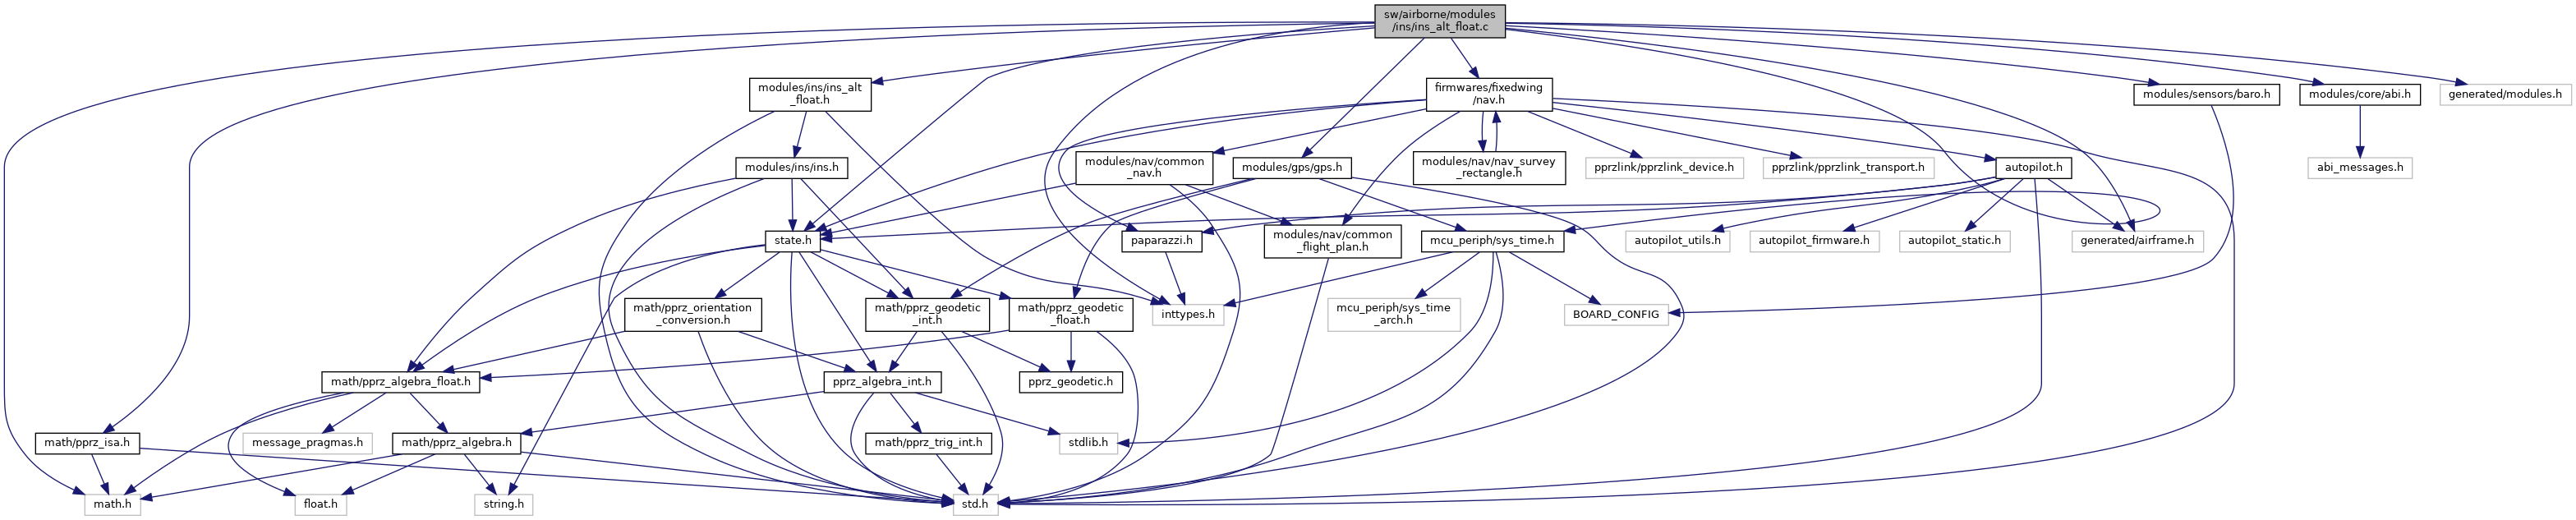 sw/airborne/modules
/ins/ins_alt_float.c
modules/ins/ins_alt
_float.h
firmwares/fixedwing
/nav.h
modules/sensors/baro.h
modules/core/abi.h
generated/modules.h
modules/ins/ins.h
modules/nav/common
_nav.h
modules/gps/gps.h
modules/nav/nav_survey
_rectangle.h
pprzlink/pprzlink_device.h
pprzlink/pprzlink_transport.h
autopilot.h
abi_messages.h
state.h
paparazzi.h
modules/nav/common
_flight_plan.h
mcu_periph/sys_time.h
autopilot_utils.h
autopilot_firmware.h
autopilot_static.h
generated/airframe.h
math/pprz_orientation
_conversion.h
math/pprz_geodetic
_int.h
math/pprz_geodetic
_float.h
inttypes.h
mcu_periph/sys_time
_arch.h
BOARD_CONFIG
math/pprz_algebra_float.h
pprz_algebra_int.h
pprz_geodetic.h
math/pprz_isa.h
message_pragmas.h
math/pprz_algebra.h
math/pprz_trig_int.h
stdlib.h
math.h
float.h
string.h
std.h